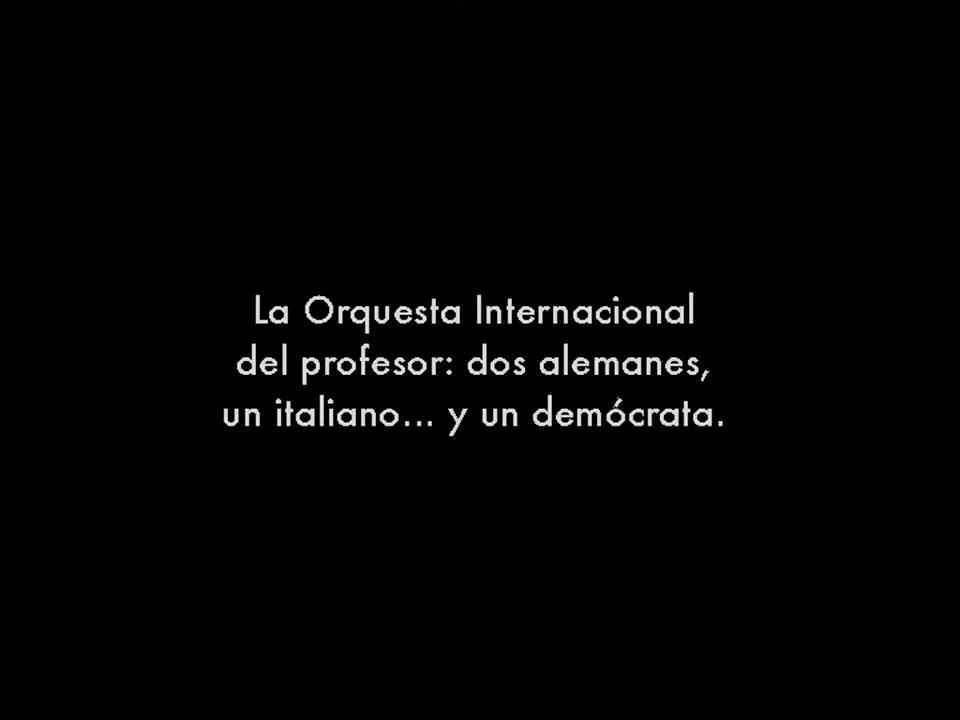 La Orquesta Internacional
del profesor: dos alemanes,
un italiano... y un demócrata.